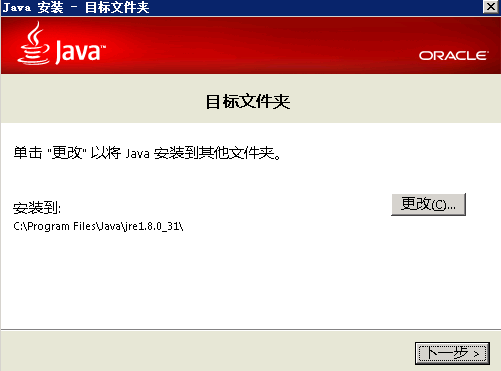 Java 安装 - 目标文件夹
Java™
ORACLE
目标文件夹
单击 "更改" 以将 Java 安装到其他文件夹。
安装到:
更改(C)...
C:\Program Files\Java\jre1.8.0_31\
下一步 >